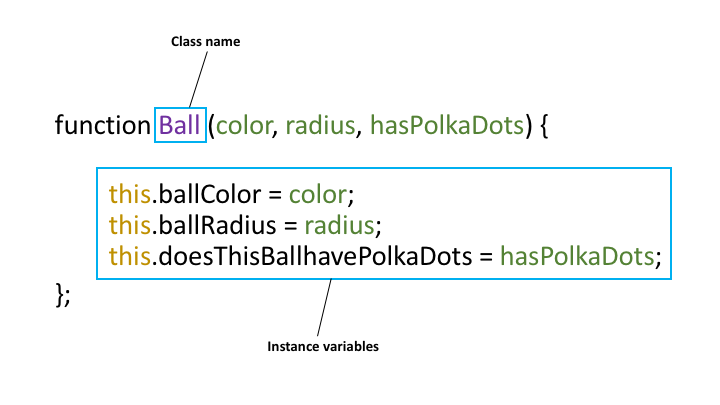 Class name
function Ball (color, radius, hasPolkaDots) {
this.ballColor = color;
this.ballRadius = radius;
this.doesThisBallhavePolkaDots = hasPolkaDots;
};
Instance variables